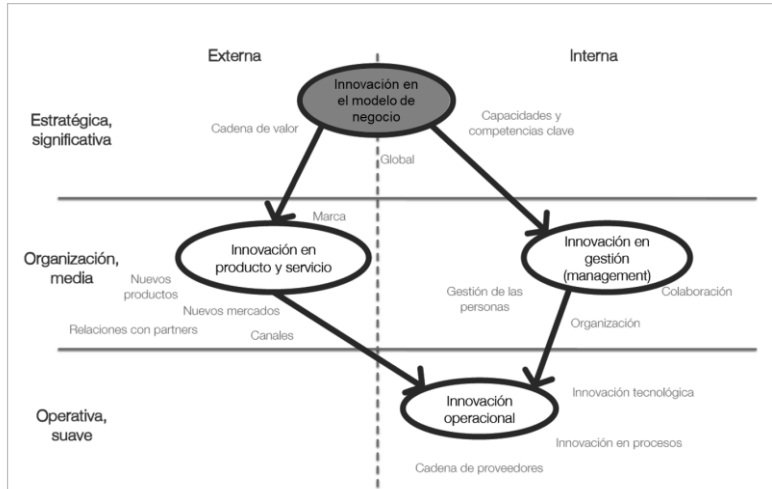 Externa
Interna
Innovación en
el modelo de
negocio
Estratégica,
significativa
Cadena de valor
Capacidades y
competencias clave
Global
Marca
Organización,
media
Innovación en
producto y servicio
Innovación en
gestión
(management)
Nuevos
productos
Nuevos mercados
Relaciones con partners
Canales
Gestión de las
personas
Colaboración
Organización
Operativa,
suave
Innovación
operacional
Innovación tecnológica
Innovación en procesos
Cadena de proveedores